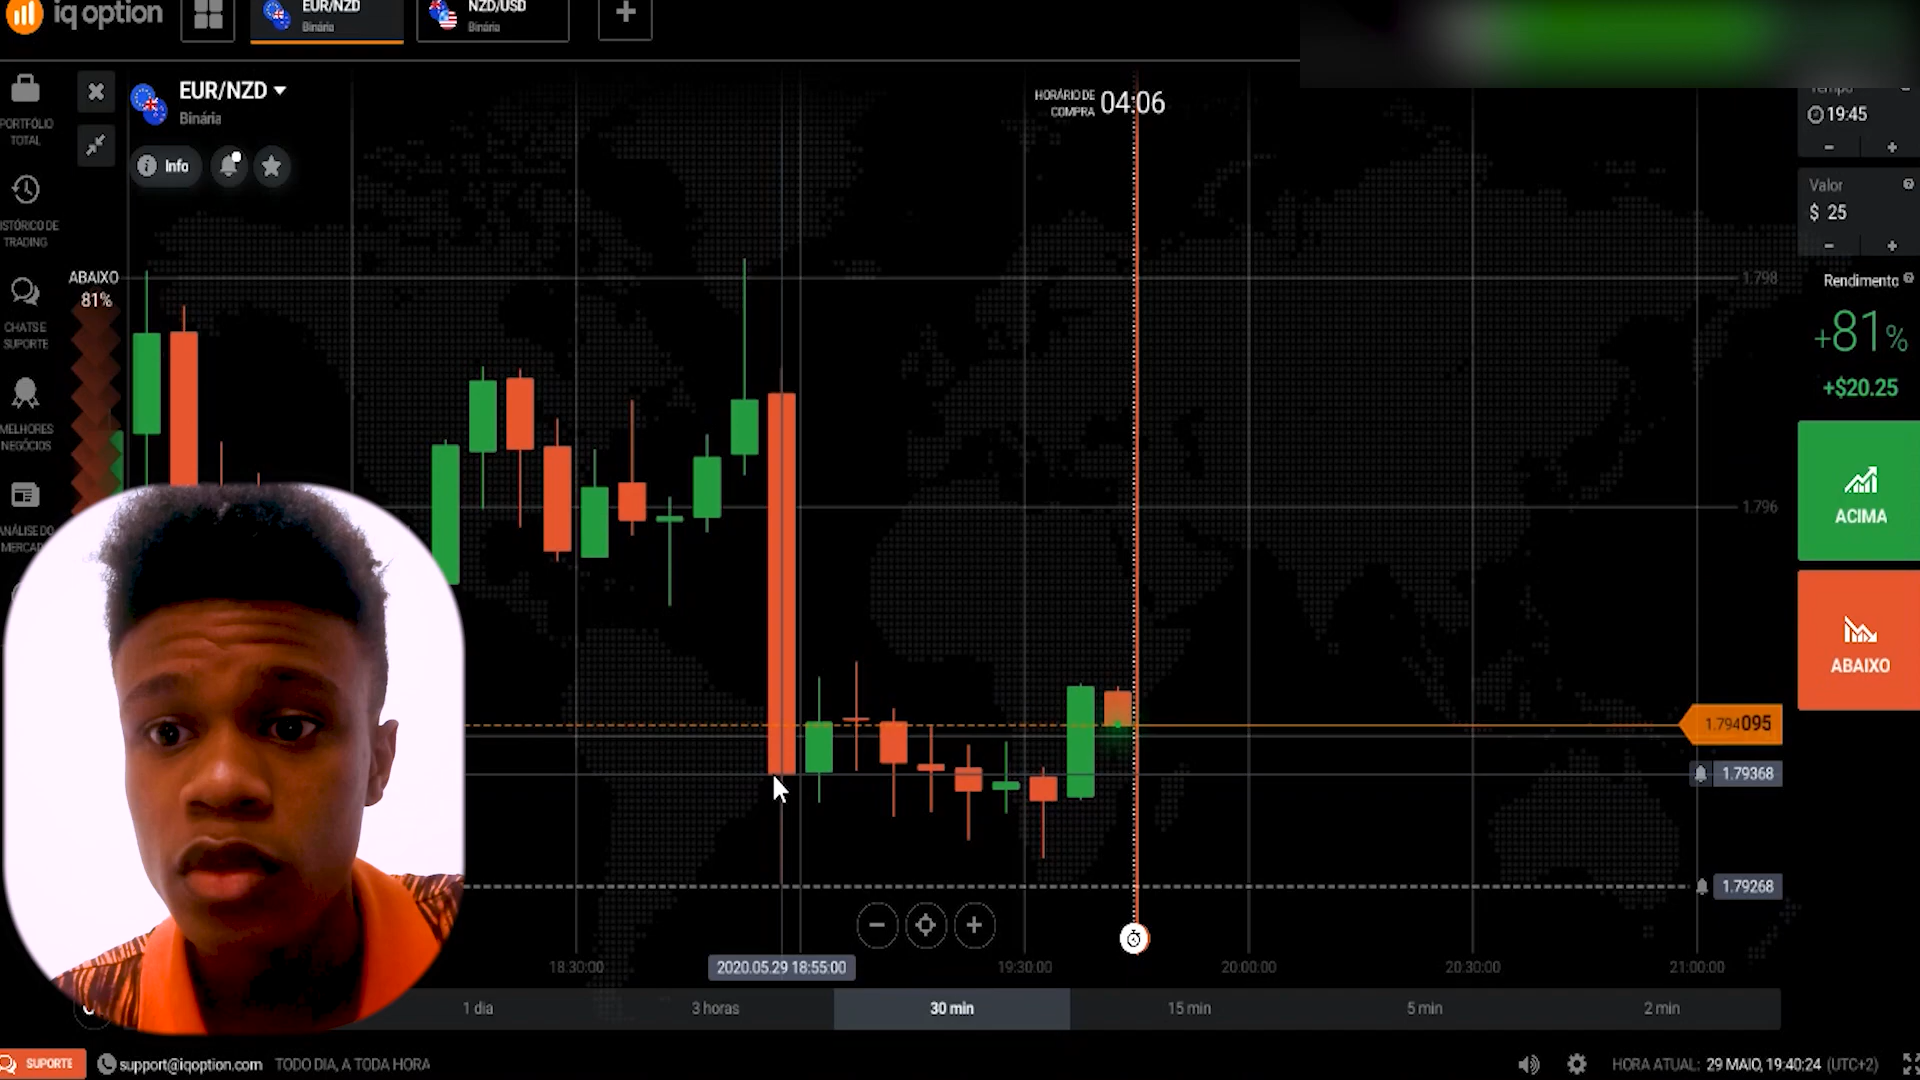 iq option
EUR/NZD
Binária
NZD/USD
Binária
EUR/NZD
Binária
Info
HORÁRIO DE
COMPRA
04:06
PORTFÓLIO
TOTAL
ISTÓRICO DE
TRADING
CHATS E
SUPORTE
MELHORES
NEGÓCIOS
ANÁLISE DO
MERCAD
ABAIXO
81%
Tempo
19:45
Valor
$ 25
Rendimento
+81%
+$20.25
ACIMA
ABAIXO
1.798
1.796
1.794095
1.79368
1.79268
18:30:00
2020.05.29 18:55:00
19:30:00
20:00:00
20:30:00
21:00:00
1 dia
3 horas
30 min
15 min
5 min
2 min
SUPORTE
support@iqoption.com
TODO DIA, A TODA HORA
HORA ATUAL: 29 MAIO, 19:40:24 (UTC+2)